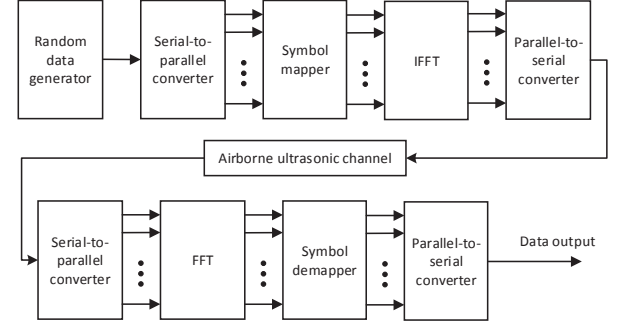 Random
data
generator
Serial-to-
parallel
converter
Symbol
mapper
IFFT
Parallel-to-
serial
converter
Airborne ultrasonic channel
Serial-to-
parallel
converter
FFT
Symbol
demapper
Parallel-to-
serial
converter
Data output